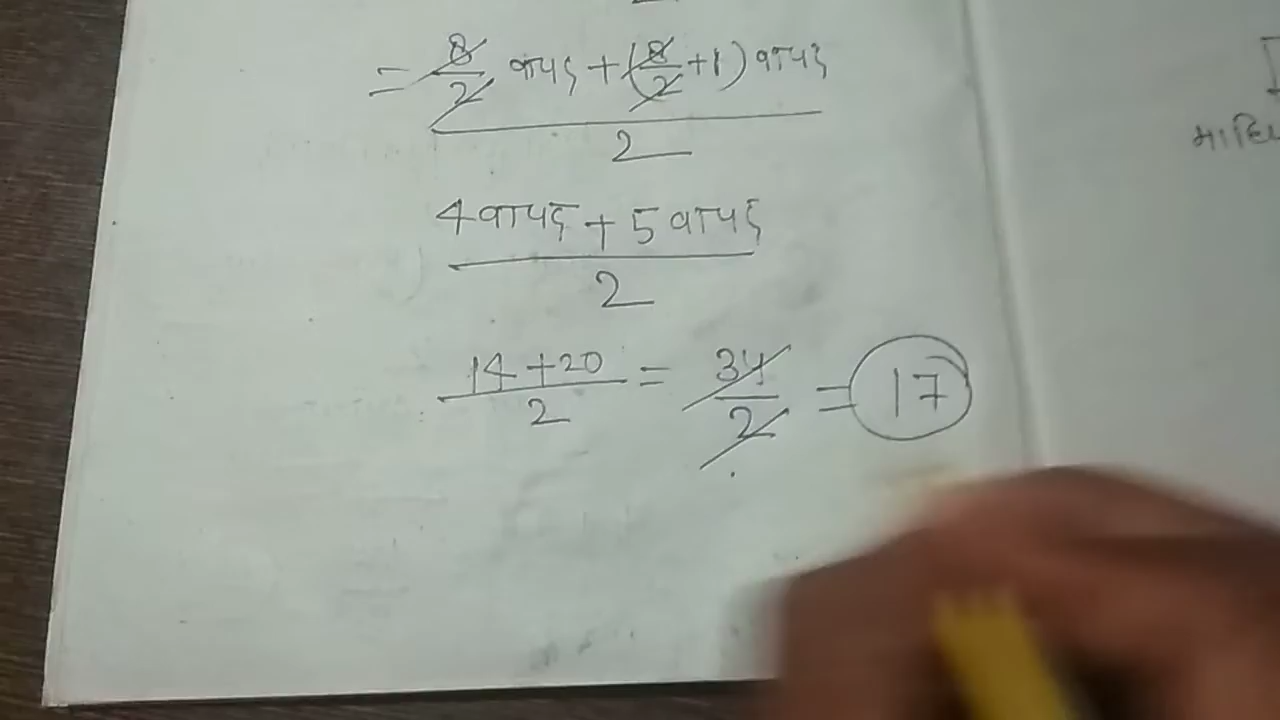 = 8/2 वा पद + (8/2 + 1) वा पद
2
4 वा पद + 5 वा पद
2
14 + 20 / 2 = 34 / 2 = 17